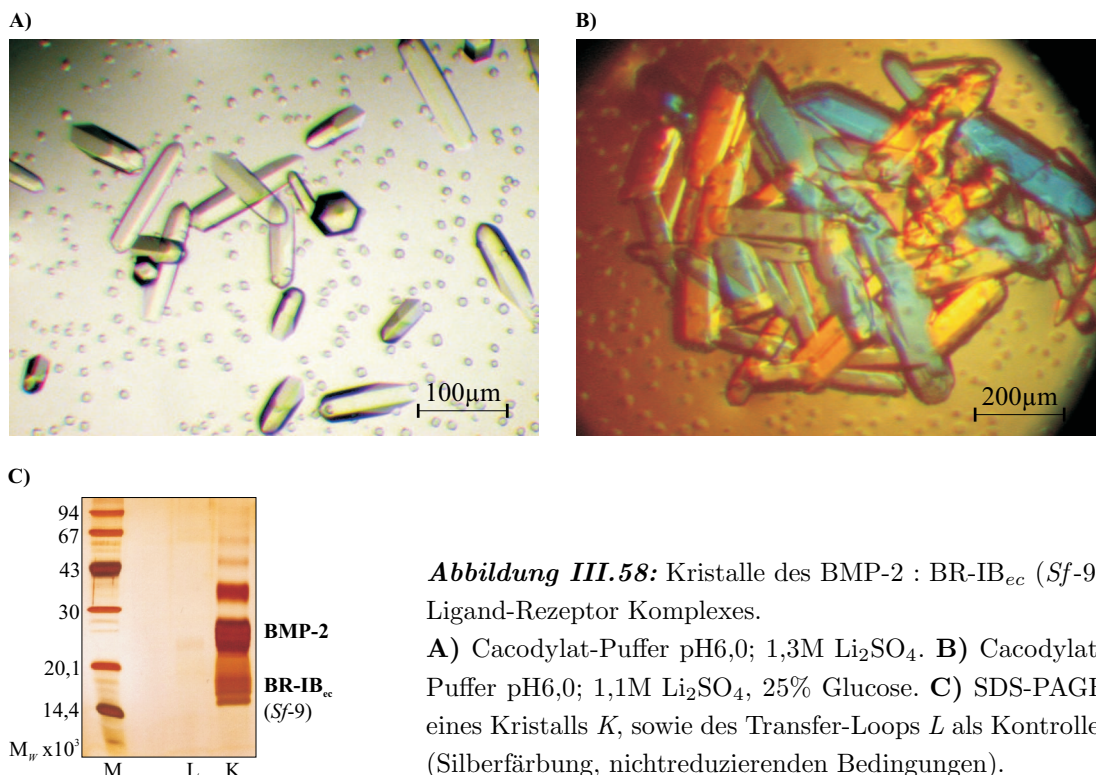 A)
B)
100µm
200µm
C)
94
67
43
30
20,1
14,4
M_W x10³
M
L
K
BMP-2
BR-IB_ec
(Sf-9)
Abbildung III.58: Kristalle des BMP-2 : BR-IB_ec (Sf-9)
Ligand-Rezeptor Komplexes.
A) Cacodylat-Puffer pH6,0; 1,3M Li₂SO₄. B) Cacodylat-
Puffer pH6,0; 1,1M Li₂SO₄, 25% Glucose. C) SDS-PAGE
eines Kristalls K, sowie des Transfer-Loops L als Kontrolle
(Silberfärbung, nichtreduzierenden Bedingungen).